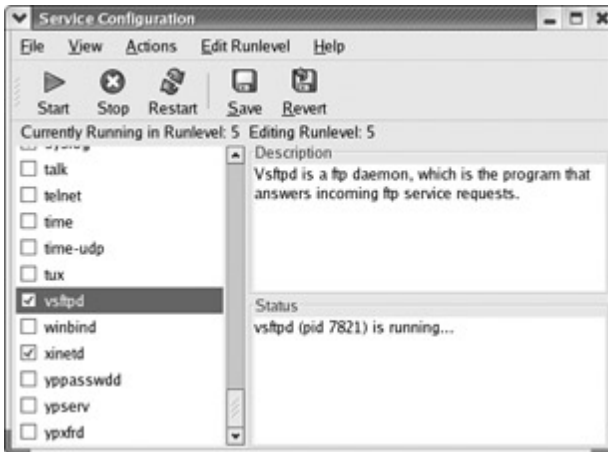 Service Configuration
File View Actions Edit Runlevel Help
Start Stop Restart Save Revert
Currently Running in Runlevel: 5 Editing Runlevel: 5
syslog
talk
telnet
time
time-udp
tux
vsftpd
winbind
xinetd
yppasswdd
ypserv
ypxfrd
Description
Vsftpd is a ftp daemon, which is the program that
answers incoming ftp service requests.
Status
vsftpd (pid 7821) is running...